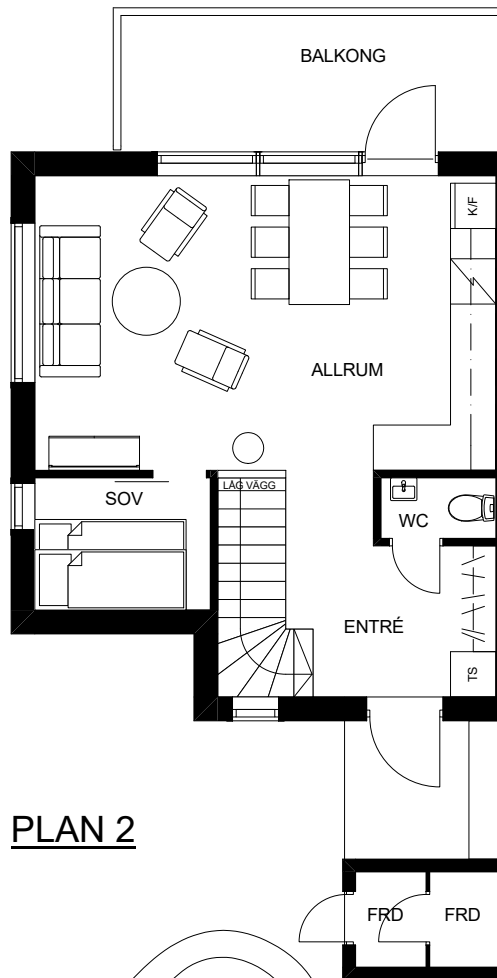 BALKONG
K/F
ALLRUM
LÅG VÄGG
SOV
WC
ENTRÉ
TS
PLAN 2
FRD
FRD